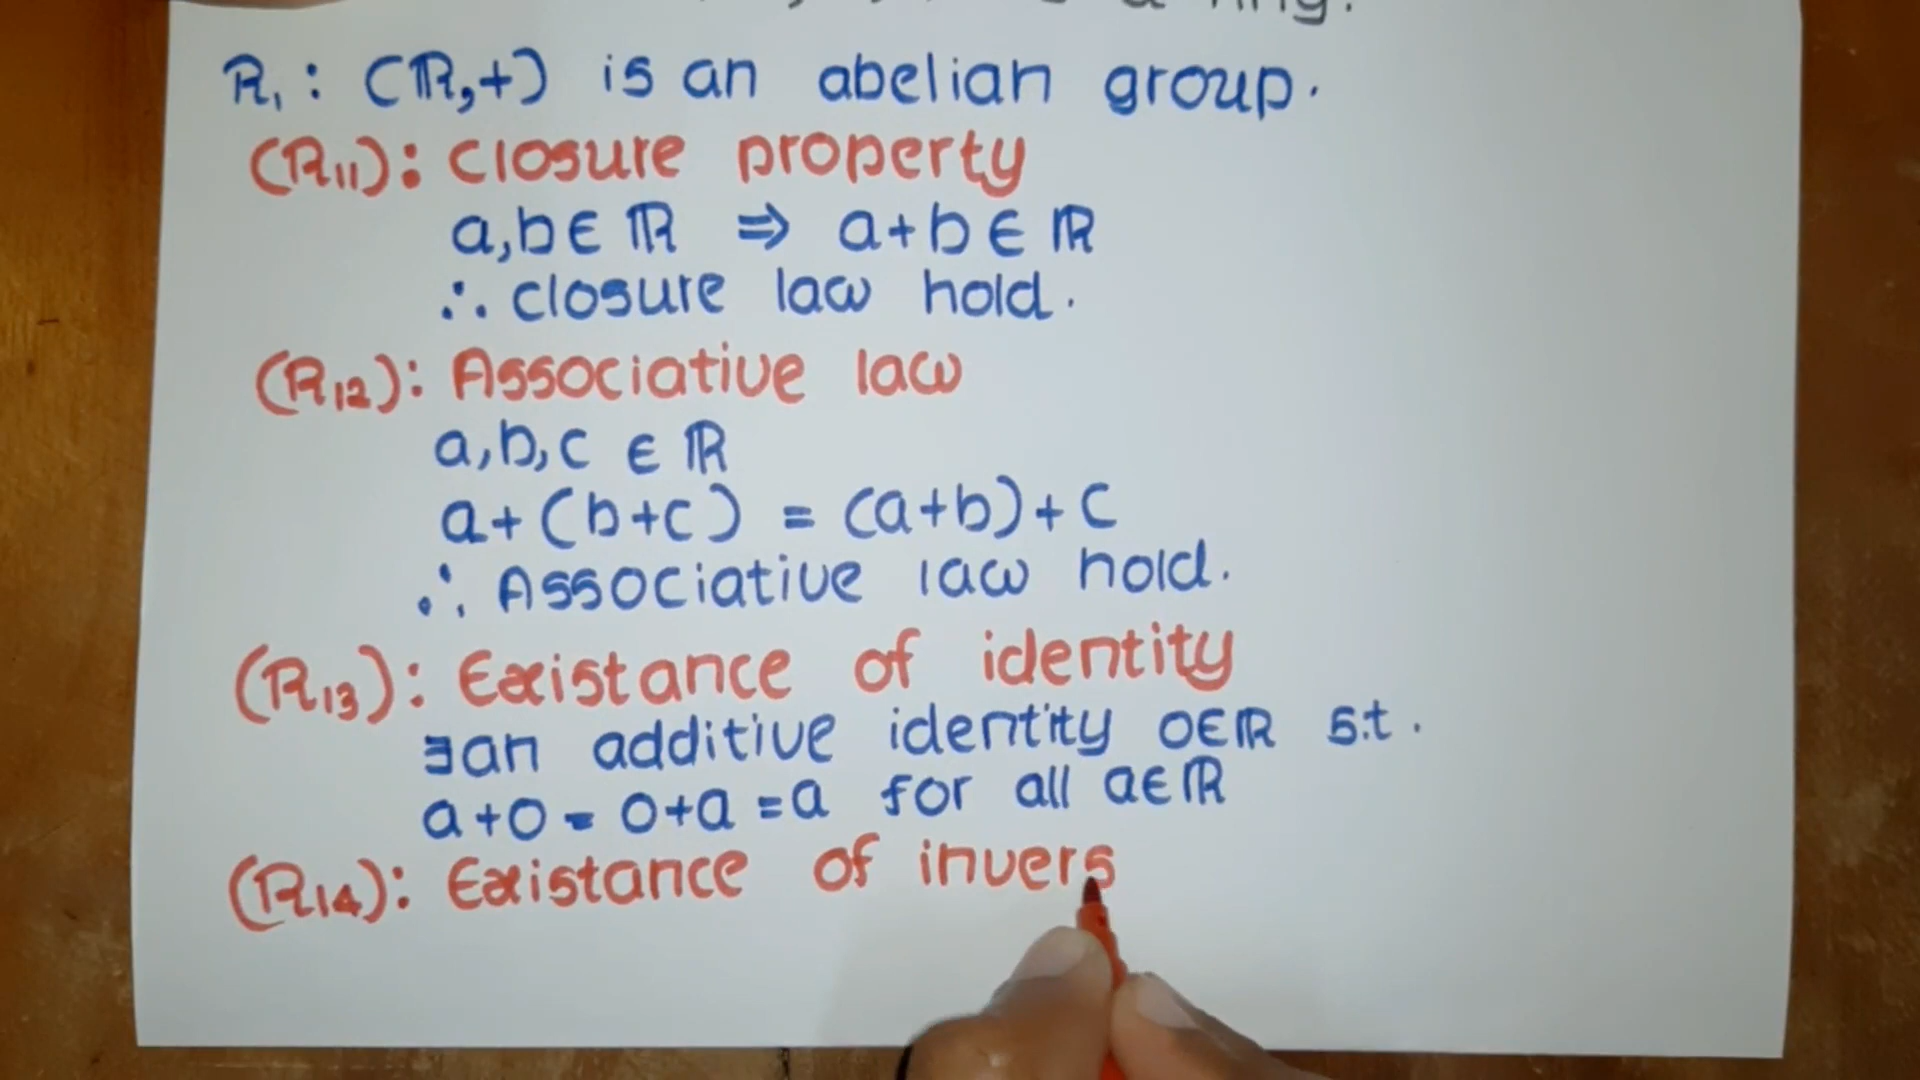 a ring.
R₁ : (ℝ,+) is an abelian group.
(R₁₁): Closure property
a,b∈ℝ ⇒ a+b∈ℝ
∴ closure law hold.
(R₁₂): Associative law
a,b,c ∈ ℝ
a+(b+c) = (a+b)+c
∴ Associative law hold.
(R₁₃): Existance of identity
∃ an additive identity 0∈ℝ s.t.
a+0 = 0+a = a for all a∈ℝ
(R₁₄): Existance of invers